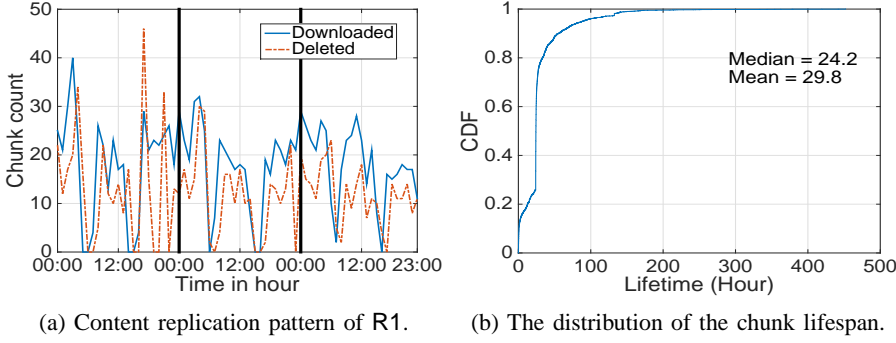 50
40
30
20
10
0
Chunk count
Downloaded
Deleted
00:00 12:00 00:00 12:00 00:00 12:00 23:00
Time in hour
(a) Content replication pattern of R1.
1
0.8
0.6
0.4
0.2
0
CDF
Median = 24.2
Mean = 29.8
0 100 200 300 400 500
Lifetime (Hour)
(b) The distribution of the chunk lifespan.